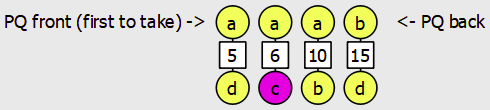 PQ front (first to take) -> a a a b <- PQ back
5 6 10 15
d c b d